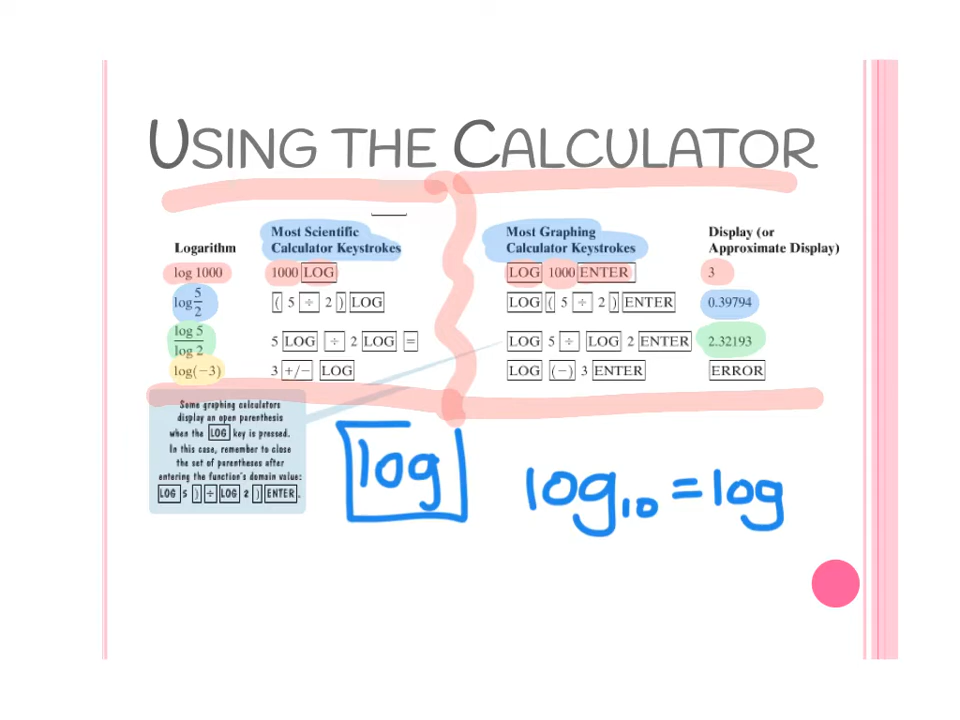 USING THE CALCULATOR
Logarithm Most Scientific Calculator Keystrokes Most Graphing Calculator Keystrokes Display (or Approximate Display)
log 1000 1000 LOG LOG 1000 ENTER 3
log 5/2 ( 5 ÷ 2 ) LOG LOG ( 5 ÷ 2 ) ENTER 0.39794
log 5/log 2 5 LOG ÷ 2 LOG = LOG 5 ÷ LOG 2 ENTER 2.32193
log(−3) 3 +/− LOG LOG (−) 3 ENTER ERROR
Some graphing calculators
display an open parenthesis
when the LOG key is pressed.
In this case, remember to close
the set of parentheses after
entering the function's domain value:
LOG 5 ) ÷ LOG 2 ) ENTER.
log
log₁₀ = log